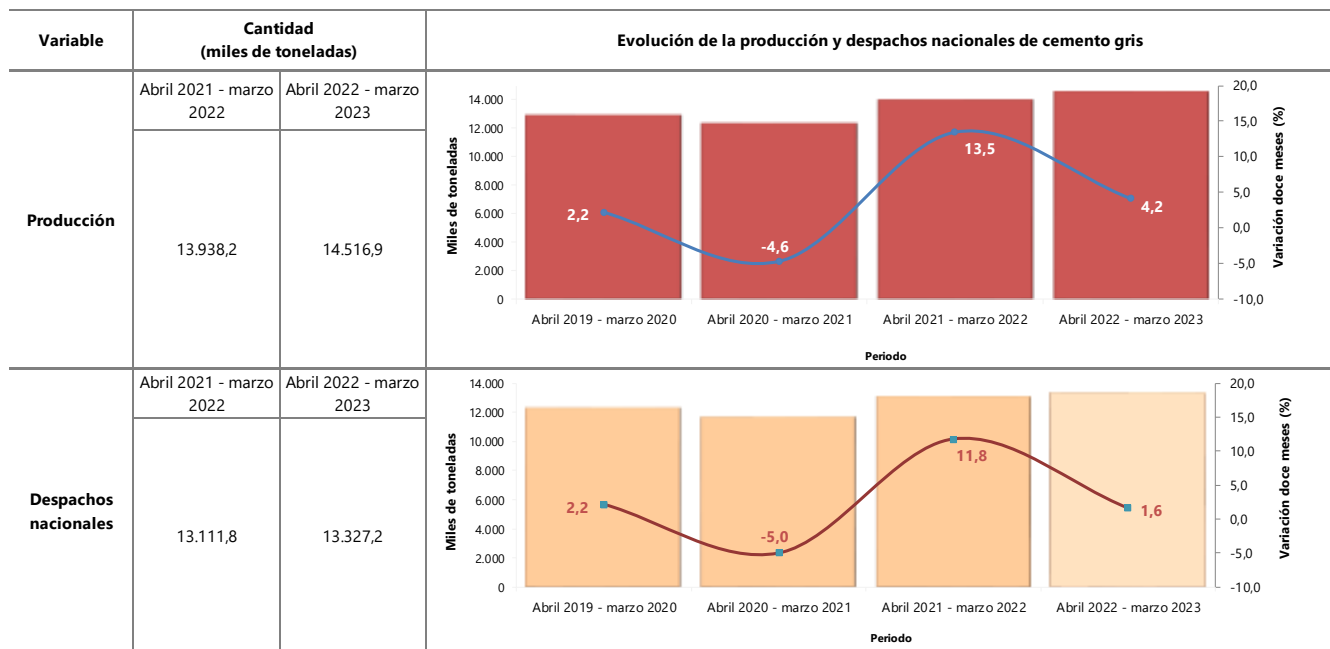 Variable
Cantidad
(miles de toneladas)
Evolución de la producción y despachos nacionales de cemento gris
Producción
Abril 2021 - marzo
2022
Abril 2022 - marzo
2023
13.938,2
14.516,9
Miles de toneladas
14.000
12.000
10.000
8.000
6.000
4.000
2.000
0
2,2
-4,6
13,5
4,2
20,0
15,0
10,0
5,0
0,0
-5,0
-10,0
Variación doce meses (%)
Abril 2019 - marzo 2020
Abril 2020 - marzo 2021
Abril 2021 - marzo 2022
Abril 2022 - marzo 2023
Periodo
Despachos
nacionales
Abril 2021 - marzo
2022
Abril 2022 - marzo
2023
13.111,8
13.327,2
Miles de toneladas
14.000
12.000
10.000
8.000
6.000
4.000
2.000
0
2,2
-5,0
11,8
1,6
20,0
15,0
10,0
5,0
0,0
-5,0
-10,0
Variación doce meses (%)
Abril 2019 - marzo 2020
Abril 2020 - marzo 2021
Abril 2021 - marzo 2022
Abril 2022 - marzo 2023
Periodo